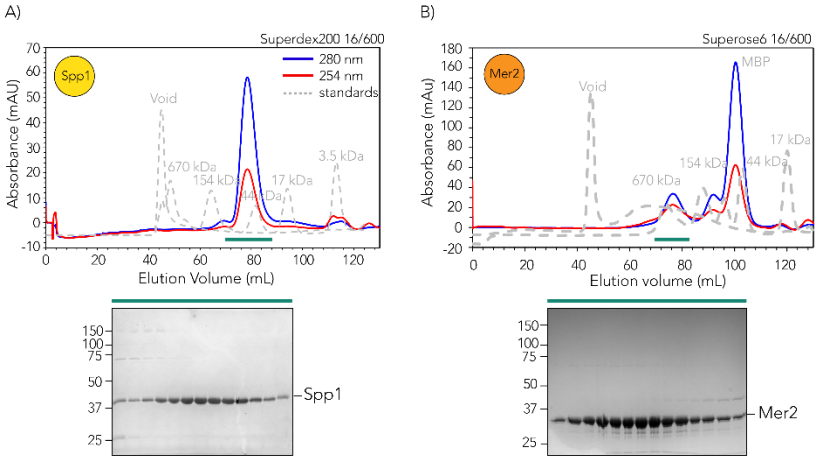 A)
Superdex200 16/600
Spp1
280 nm
254 nm
standards
Void
670 kDa
154 kDa
44 kDa
17 kDa
3.5 kDa
Absorbance (mAU)
70
60
50
40
30
20
10
0
-10
0 20 40 60 80 100 120
Elution Volume (mL)
150
100
75
50
37
25
Spp1
B)
Superose6 16/600
Mer2
MBP
Void
670 kDa
154 kDa
44 kDa
17 kDa
Absorbance (mAu)
180
160
140
120
100
80
60
40
20
0
-20
0 20 40 60 80 100 120
Elution volume (mL)
150
100
75
50
37
25
Mer2